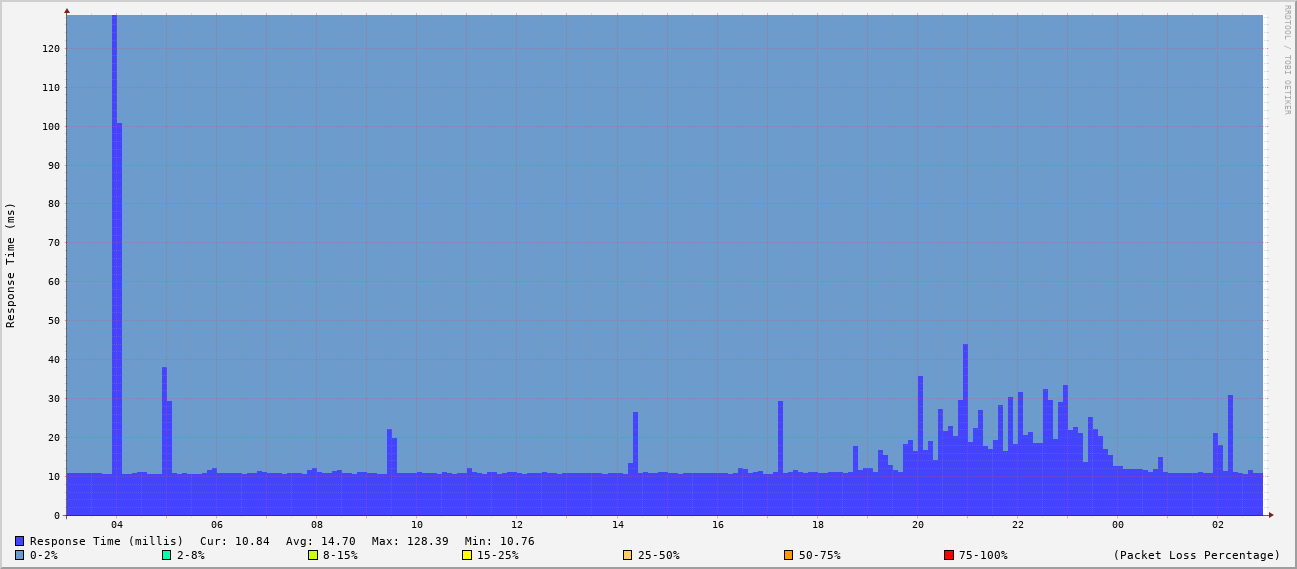 RRDTOOL / TOBI OETIKER
Response Time (ms)
120
110
100
90
80
70
60
50
40
30
20
10
0
04 06 08 10 12 14 16 18 20 22 00 02
Response Time (millis) Cur: 10.84 Avg: 14.70 Max: 128.39 Min: 10.76
0-2% 2-8% 8-15% 15-25% 25-50% 50-75% 75-100% (Packet Loss Percentage)